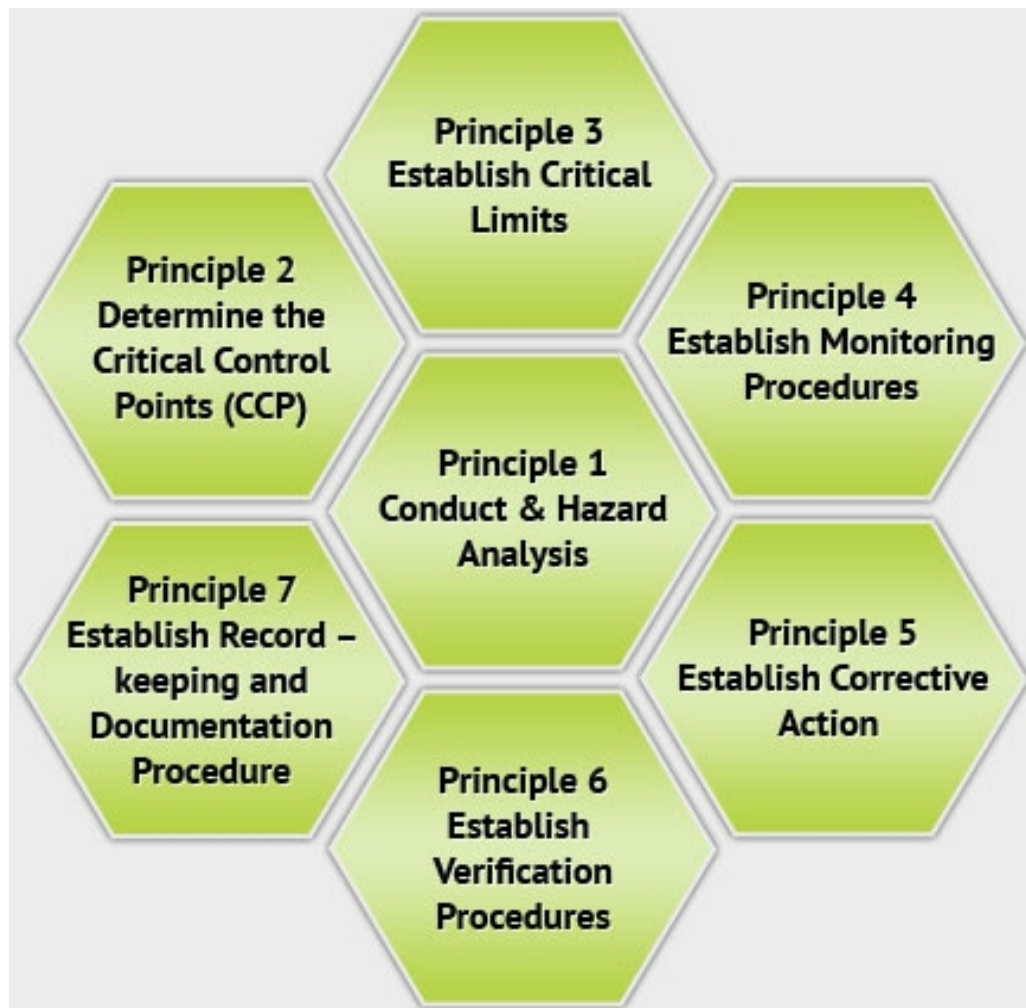 Principle 3
Establish Critical
Limits
Principle 2
Determine the
Critical Control
Points (CCP)
Principle 4
Establish Monitoring
Procedures
Principle 1
Conduct & Hazard
Analysis
Principle 7
Establish Record –
keeping and
Documentation
Procedure
Principle 5
Establish Corrective
Action
Principle 6
Establish
Verification
Procedures